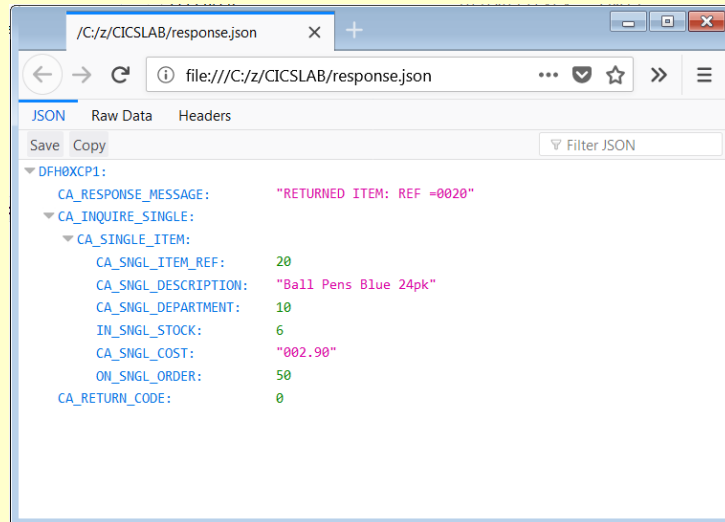 /C:/z/CICSLAB/response.json
file:///C:/z/CICSLAB/response.json
JSON Raw Data Headers
Save Copy Filter JSON
DFH0XCP1:
CA_RESPONSE_MESSAGE: "RETURNED ITEM: REF =0020"
CA_INQUIRE_SINGLE:
CA_SINGLE_ITEM:
CA_SNGL_ITEM_REF: 20
CA_SNGL_DESCRIPTION: "Ball Pens Blue 24pk"
CA_SNGL_DEPARTMENT: 10
IN_SNGL_STOCK: 6
CA_SNGL_COST: "002.90"
ON_SNGL_ORDER: 50
CA_RETURN_CODE: 0